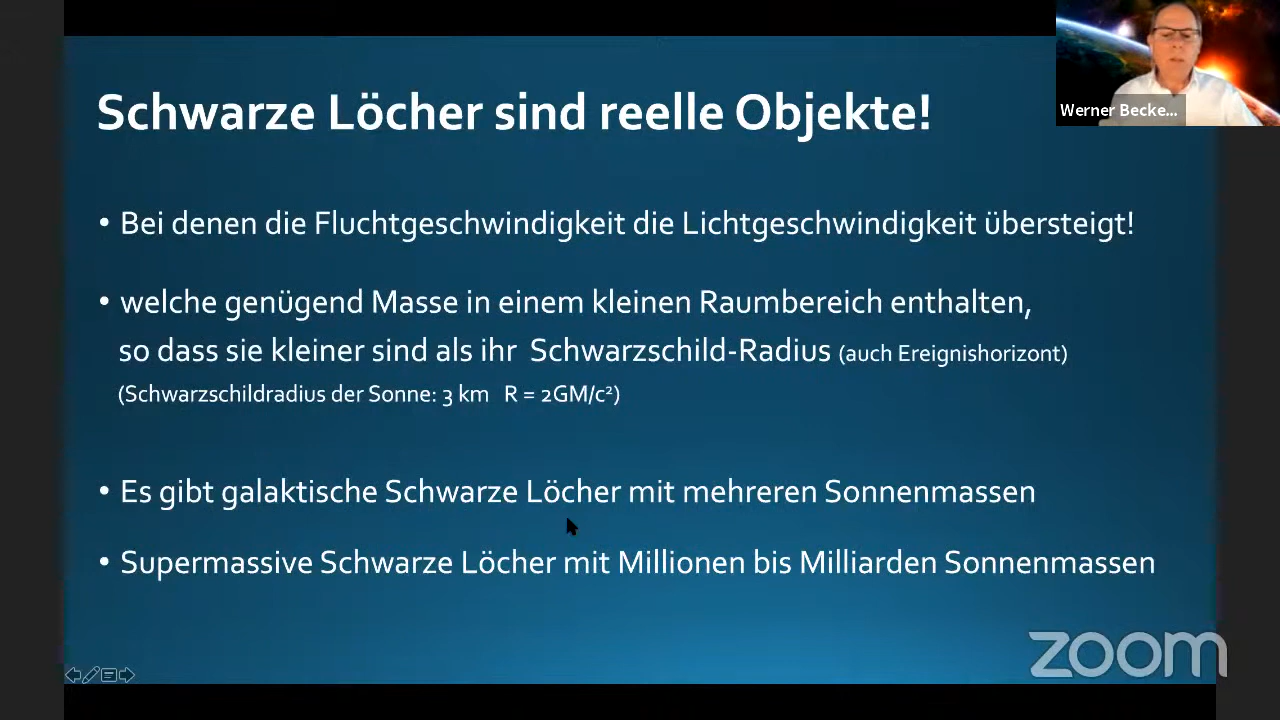 Schwarze Löcher sind reelle Objekte!
Werner Becke...
• Bei denen die Fluchtgeschwindigkeit die Lichtgeschwindigkeit übersteigt!
• welche genügend Masse in einem kleinen Raumbereich enthalten,
so dass sie kleiner sind als ihr Schwarzschild-Radius (auch Ereignishorizont)
(Schwarzschildradius der Sonne: 3 km R = 2GM/c²)
• Es gibt galaktische Schwarze Löcher mit mehreren Sonnenmassen
• Supermassive Schwarze Löcher mit Millionen bis Milliarden Sonnenmassen
zoom